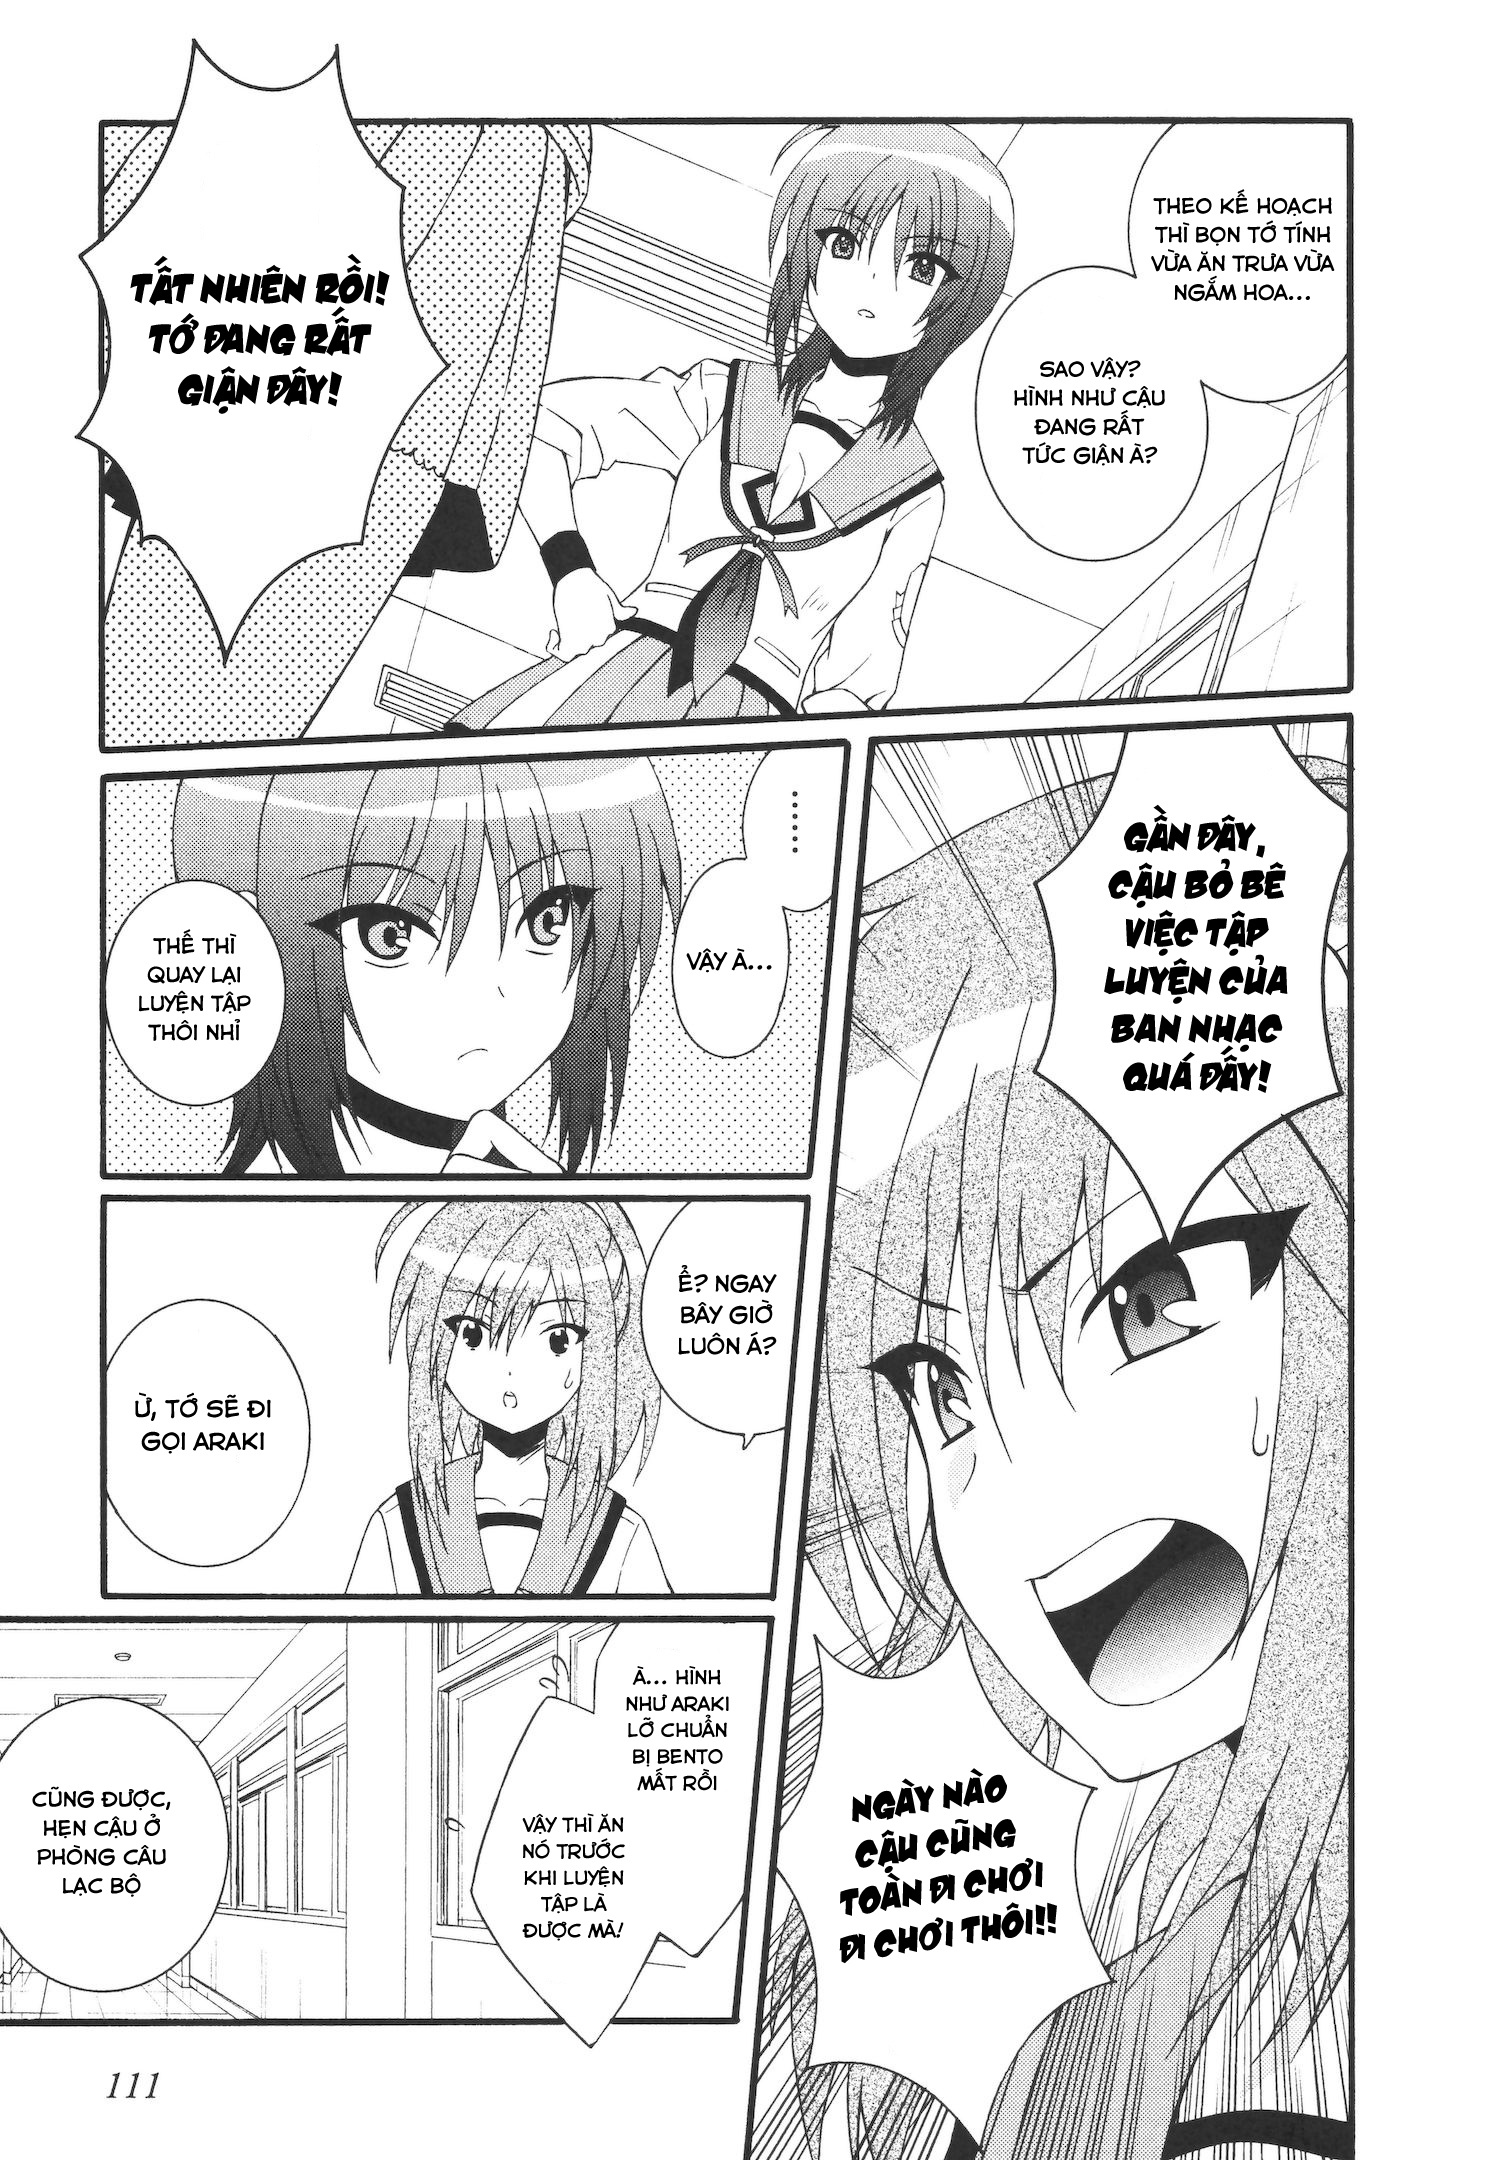 THEO KẾ HOẠCH
THÌ BỌN TỚ TÍNH
VỪA ĂN TRƯA VỪA
NGẮM HOA...
SAO VẬY?
HÌNH NHƯ CẬU
ĐANG RẤT
TỨC GIẬN À?
TẤT NHIÊN RỒI!
TỚ ĐANG RẤT
GIẬN ĐÂY!
GẦN ĐÂY,
CẬU BỎ BÊ
VIỆC TẬP
LUYỆN CỦA
BAN NHẠC
QUÁ ĐẤY!
NGÀY NÀO
CẬU CŨNG
TOÀN ĐI CHƠI
ĐI CHƠI THÔI!!
......
VẬY À...
THẾ THÌ
QUAY LẠI
LUYỆN TẬP
THÔI NHỈ
Ể? NGAY
BÂY GIỜ
LUÔN Á?
Ừ, TỚ SẼ ĐI
GỌI ARAKI
À... HÌNH
NHƯ ARAKI
LỠ CHUẨN
BỊ BENTO
MẤT RỒI
VẬY THÌ ĂN
NÓ TRƯỚC
KHI LUYỆN
TẬP LÀ
ĐƯỢC MÀ!
CŨNG ĐƯỢC,
HẸN CẬU Ở
PHÒNG CÂU
LẠC BỘ
111